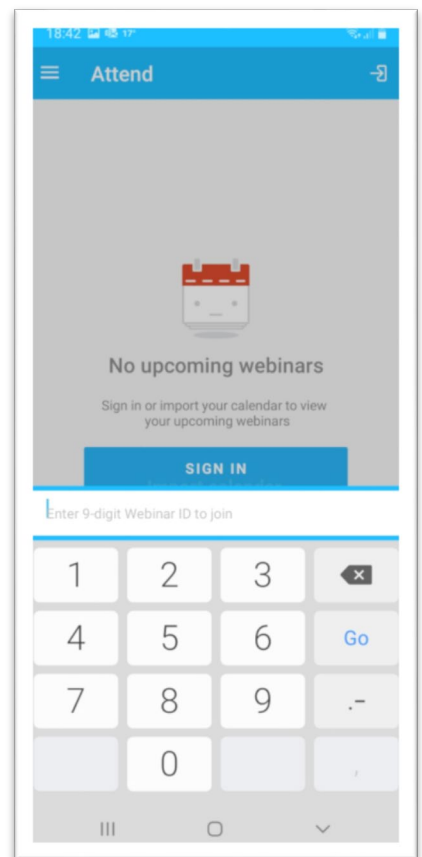 18:42 17°
Attend
No upcoming webinars
Sign in or import your calendar to view
your upcoming webinars
SIGN IN
Import calendar
Enter 9-digit Webinar ID to join
1 2 3
4 5 6 Go
7 8 9 .-
0 ,